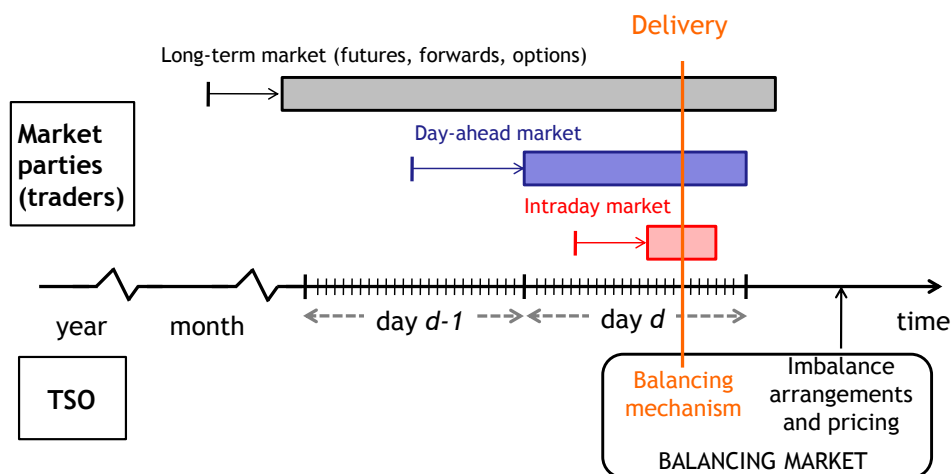 Delivery
Long-term market (futures, forwards, options)
Market
parties
(traders)
Day-ahead market
Intraday market
year
month
day d-1
day d
time
TSO
Balancing
mechanism
Imbalance
arrangements
and pricing
BALANCING MARKET